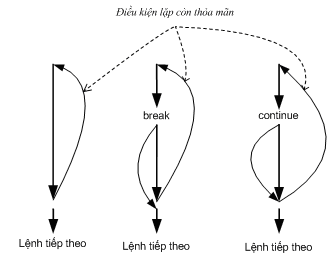 Điều kiện lặp còn thỏa mãn
break
continue
Lệnh tiếp theo
Lệnh tiếp theo
Lệnh tiếp theo